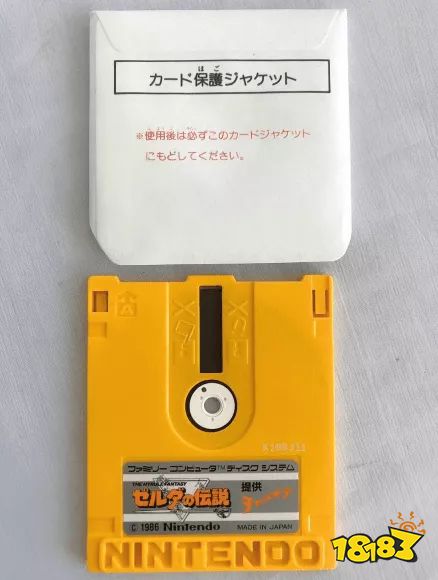 カード保護ジャケット
※使用後は必ずこのカードジャケット
にもどしてください。
ファミリー コンピュータ™ ディスク システム
THE HYRULE FANTASY
ゼルダの伝説
提供
© 1986 Nintendo
MADE IN JAPAN
NINTENDO
18183